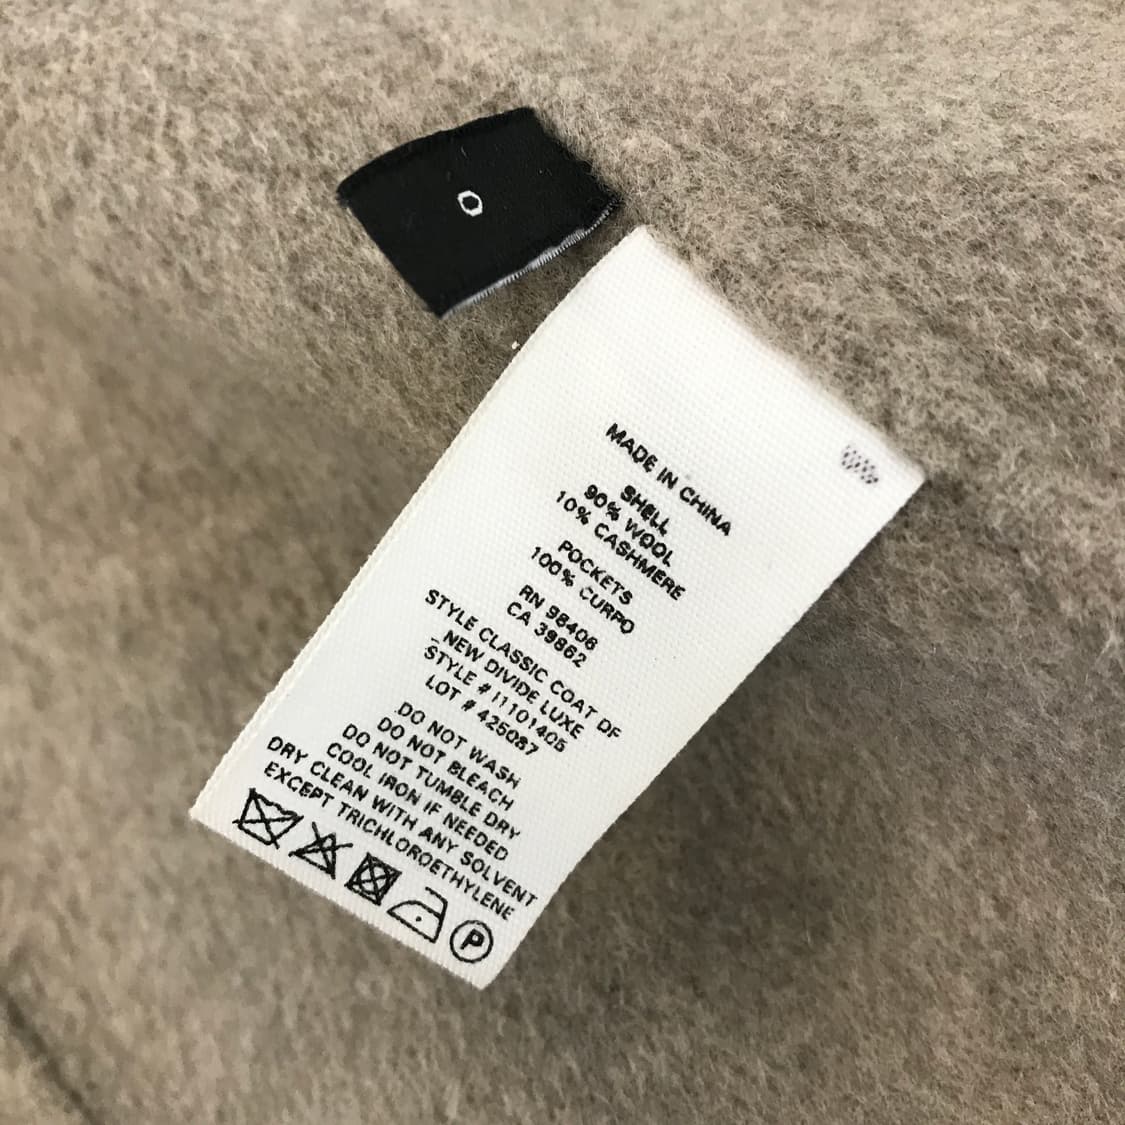 0
MADE IN CHINA
SHELL
90% WOOL
10% CASHMERE
POCKETS
100% CURPO
RN 98406
CA 39862
STYLE CLASSIC COAT DF
_NEW DIVIDE LUXE
STYLE # I1101405
LOT # 425087
DO NOT WASH
DO NOT BLEACH
DO NOT TUMBLE DRY
COOL IRON IF NEEDED
DRY CLEAN WITH ANY SOLVENT
EXCEPT TRICHLOROETHYLENE
P